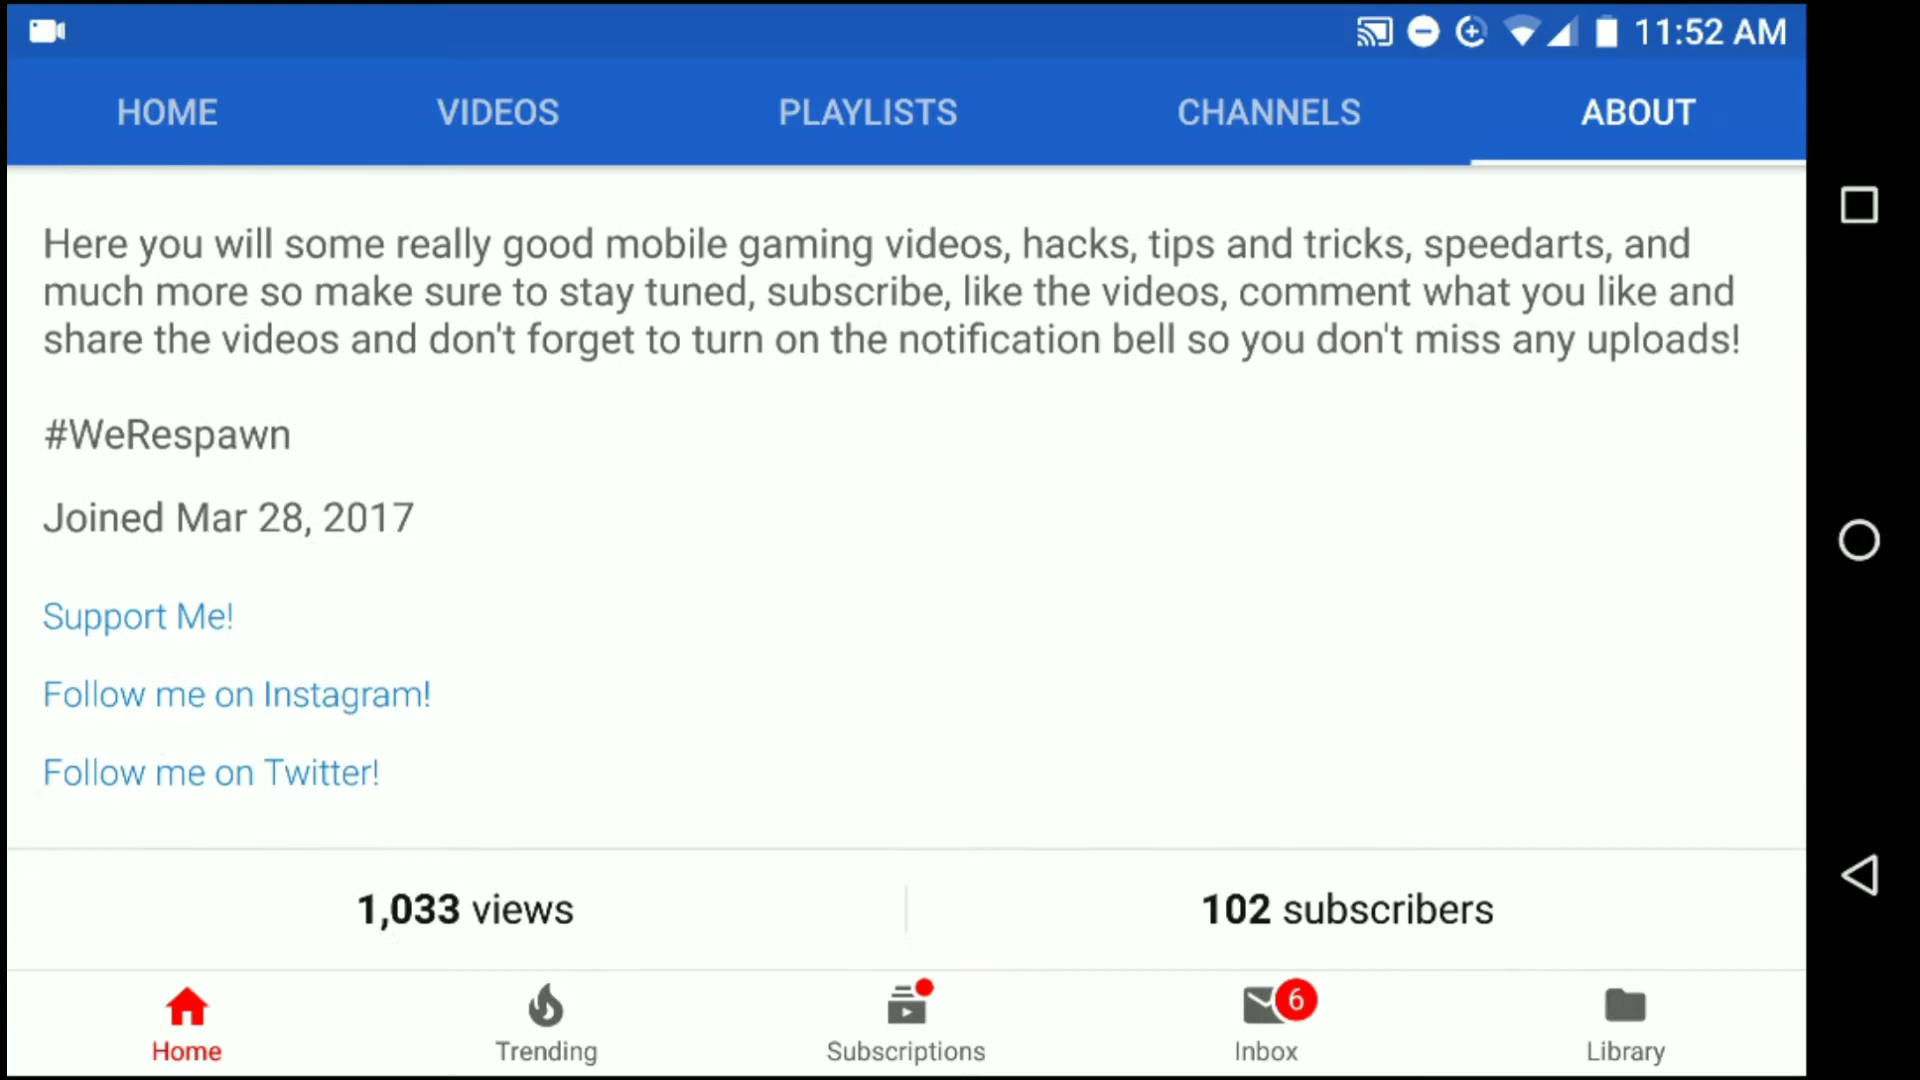 11:52 AM
HOME VIDEOS PLAYLISTS CHANNELS ABOUT
Here you will some really good mobile gaming videos, hacks, tips and tricks, speedarts, and
much more so make sure to stay tuned, subscribe, like the videos, comment what you like and
share the videos and don't forget to turn on the notification bell so you don't miss any uploads!
#WeRespawn
Joined Mar 28, 2017
Support Me!
Follow me on Instagram!
Follow me on Twitter!
1,033 views 102 subscribers
6
Home Trending Subscriptions Inbox Library